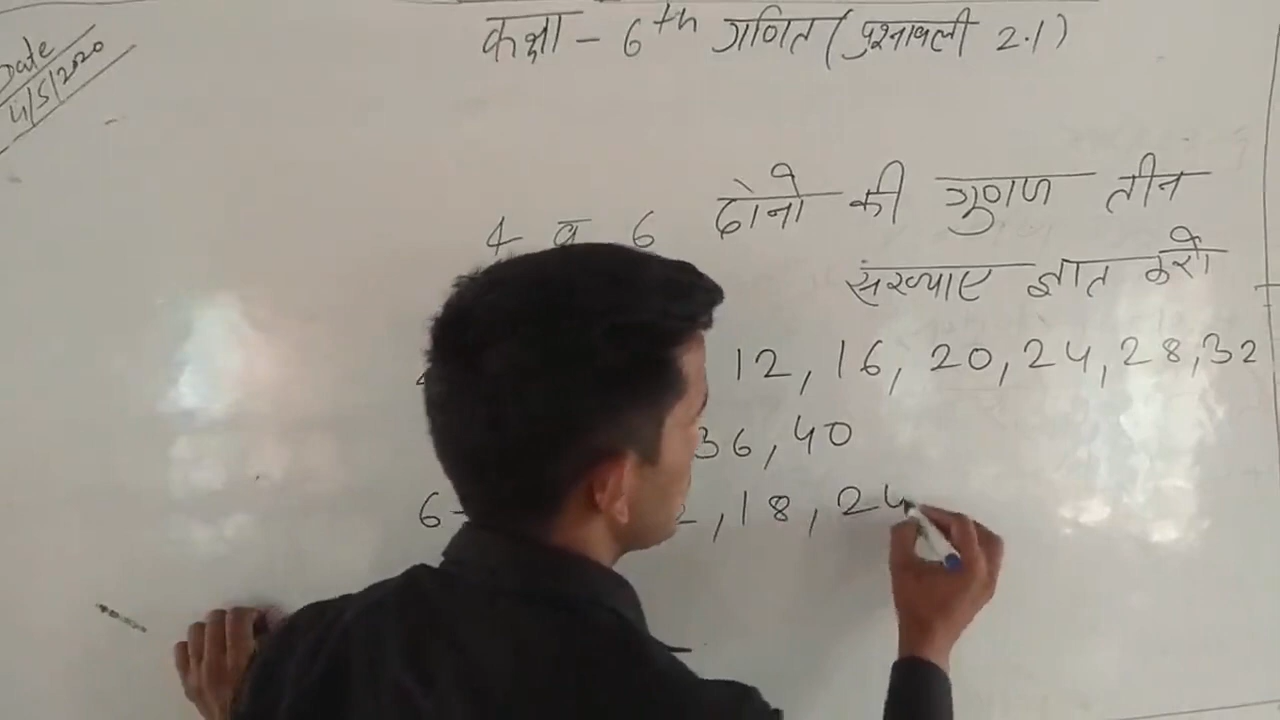 Date
4/5/2020
कक्षा - 6th गणित (प्रश्नावली 2.1)
4 व 6 दोनो की गुणज तीन
संख्याए ज्ञात करो
12, 16, 20, 24, 28, 32
36, 40
6- , 18, 24